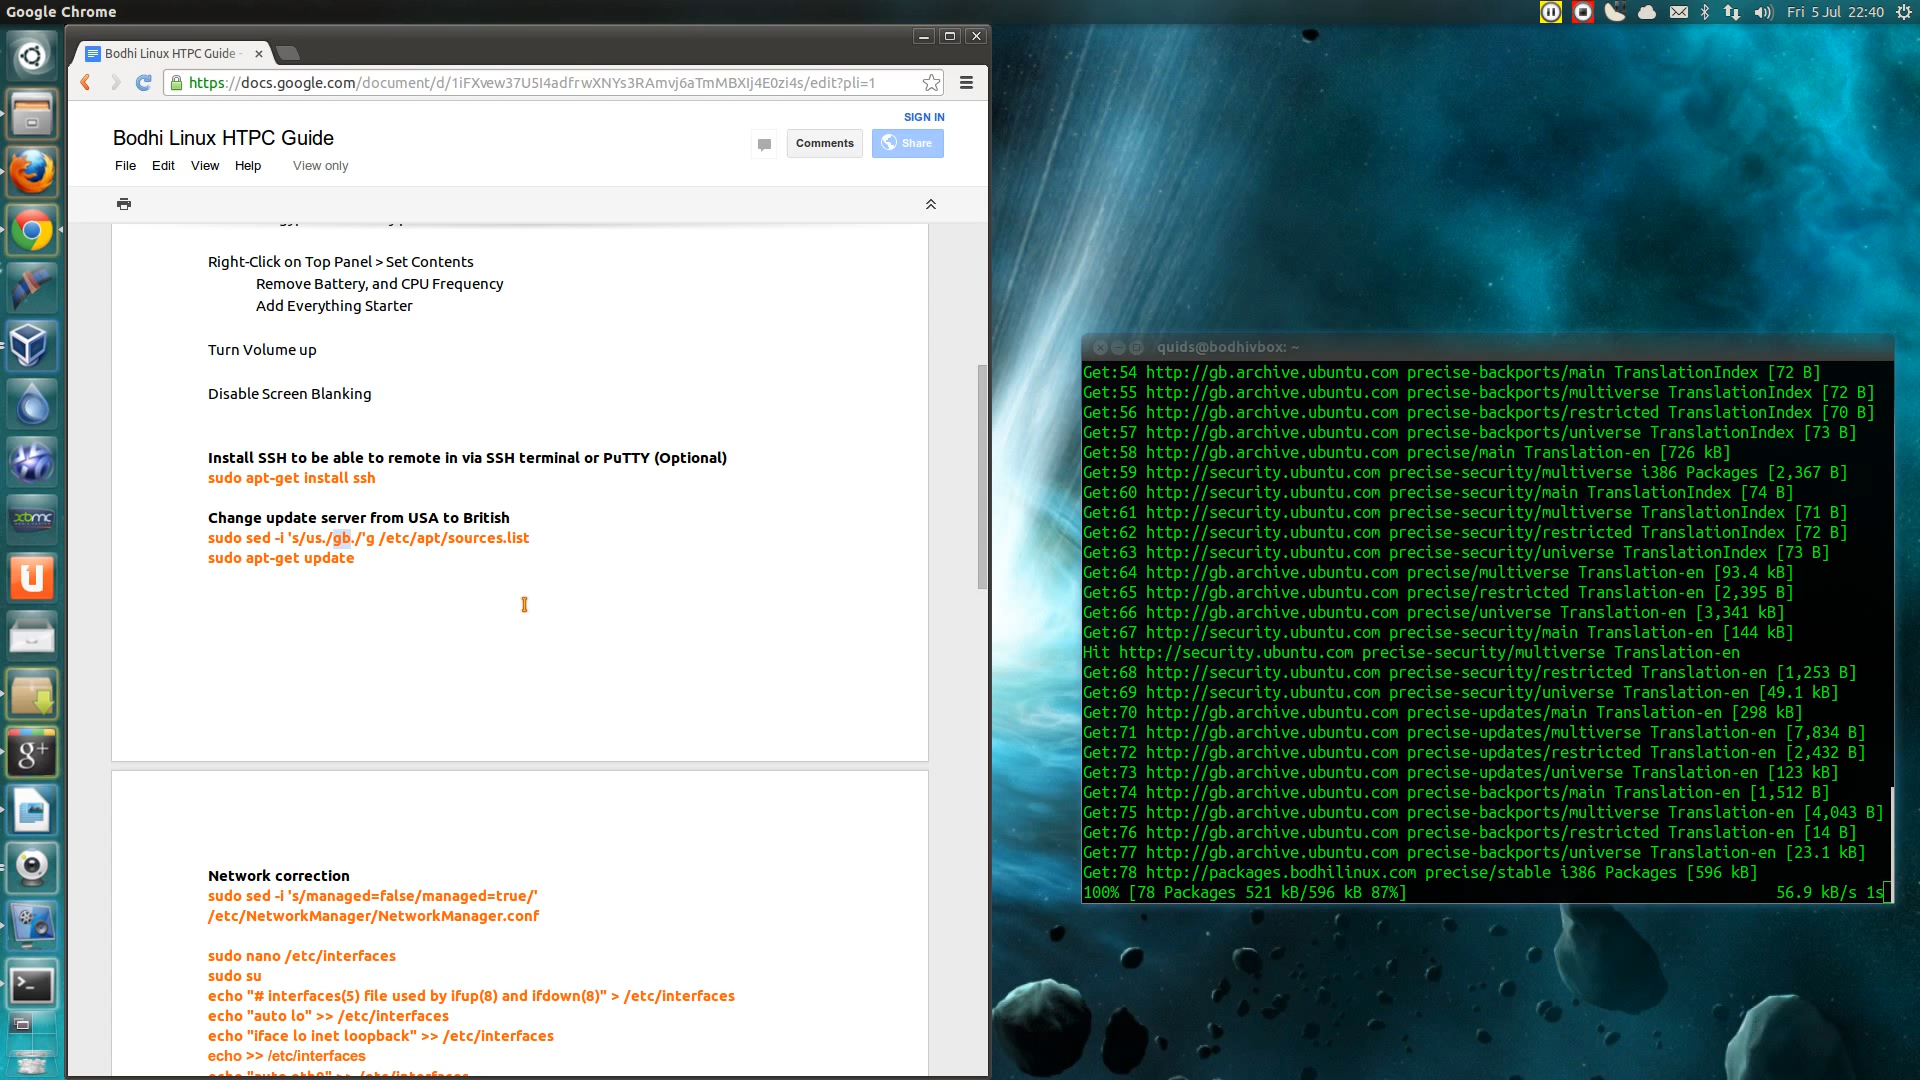 Google Chrome
Fri 5 Jul 22:40
Bodhi Linux HTPC Guide -
https://docs.google.com/document/d/1iFXvew37U5I4adfrwXNYs3RAmvj6aTmMBXIj4E0zi4s/edit?pli=1
SIGN IN
Bodhi Linux HTPC Guide
Comments
Share
File Edit View Help View only
Right-Click on Top Panel > Set Contents
Remove Battery, and CPU Frequency
Add Everything Starter
Turn Volume up
Disable Screen Blanking
Install SSH to be able to remote in via SSH terminal or PuTTY (Optional)
sudo apt-get install ssh
Change update server from USA to British
sudo sed -i 's/us./gb./'g /etc/apt/sources.list
sudo apt-get update
Network correction
sudo sed -i 's/managed=false/managed=true/'
/etc/NetworkManager/NetworkManager.conf
sudo nano /etc/interfaces
sudo su
echo "# interfaces(5) file used by ifup(8) and ifdown(8)" > /etc/interfaces
echo "auto lo" >> /etc/interfaces
echo "iface lo inet loopback" >> /etc/interfaces
echo >> /etc/interfaces
echo "auto eth0" >> /etc/interfaces
xbmc
g+
quids@bodhivbox: ~
Get:54 http://gb.archive.ubuntu.com precise-backports/main TranslationIndex [72 B]
Get:55 http://gb.archive.ubuntu.com precise-backports/multiverse TranslationIndex [72 B]
Get:56 http://gb.archive.ubuntu.com precise-backports/restricted TranslationIndex [70 B]
Get:57 http://gb.archive.ubuntu.com precise-backports/universe TranslationIndex [73 B]
Get:58 http://gb.archive.ubuntu.com precise/main Translation-en [726 kB]
Get:59 http://security.ubuntu.com precise-security/multiverse i386 Packages [2,367 B]
Get:60 http://security.ubuntu.com precise-security/main TranslationIndex [74 B]
Get:61 http://security.ubuntu.com precise-security/multiverse TranslationIndex [71 B]
Get:62 http://security.ubuntu.com precise-security/restricted TranslationIndex [72 B]
Get:63 http://security.ubuntu.com precise-security/universe TranslationIndex [73 B]
Get:64 http://gb.archive.ubuntu.com precise/multiverse Translation-en [93.4 kB]
Get:65 http://gb.archive.ubuntu.com precise/restricted Translation-en [2,395 B]
Get:66 http://gb.archive.ubuntu.com precise/universe Translation-en [3,341 kB]
Get:67 http://security.ubuntu.com precise-security/main Translation-en [144 kB]
Hit http://security.ubuntu.com precise-security/multiverse Translation-en
Get:68 http://security.ubuntu.com precise-security/restricted Translation-en [1,253 B]
Get:69 http://security.ubuntu.com precise-security/universe Translation-en [49.1 kB]
Get:70 http://gb.archive.ubuntu.com precise-updates/main Translation-en [298 kB]
Get:71 http://gb.archive.ubuntu.com precise-updates/multiverse Translation-en [7,834 B]
Get:72 http://gb.archive.ubuntu.com precise-updates/restricted Translation-en [2,432 B]
Get:73 http://gb.archive.ubuntu.com precise-updates/universe Translation-en [123 kB]
Get:74 http://gb.archive.ubuntu.com precise-backports/main Translation-en [1,512 B]
Get:75 http://gb.archive.ubuntu.com precise-backports/multiverse Translation-en [4,043 B]
Get:76 http://gb.archive.ubuntu.com precise-backports/restricted Translation-en [14 B]
Get:77 http://gb.archive.ubuntu.com precise-backports/universe Translation-en [23.1 kB]
Get:78 http://packages.bodhilinux.com precise/stable i386 Packages [596 kB]
100% [78 Packages 521 kB/596 kB 87%] 56.9 kB/s 1s